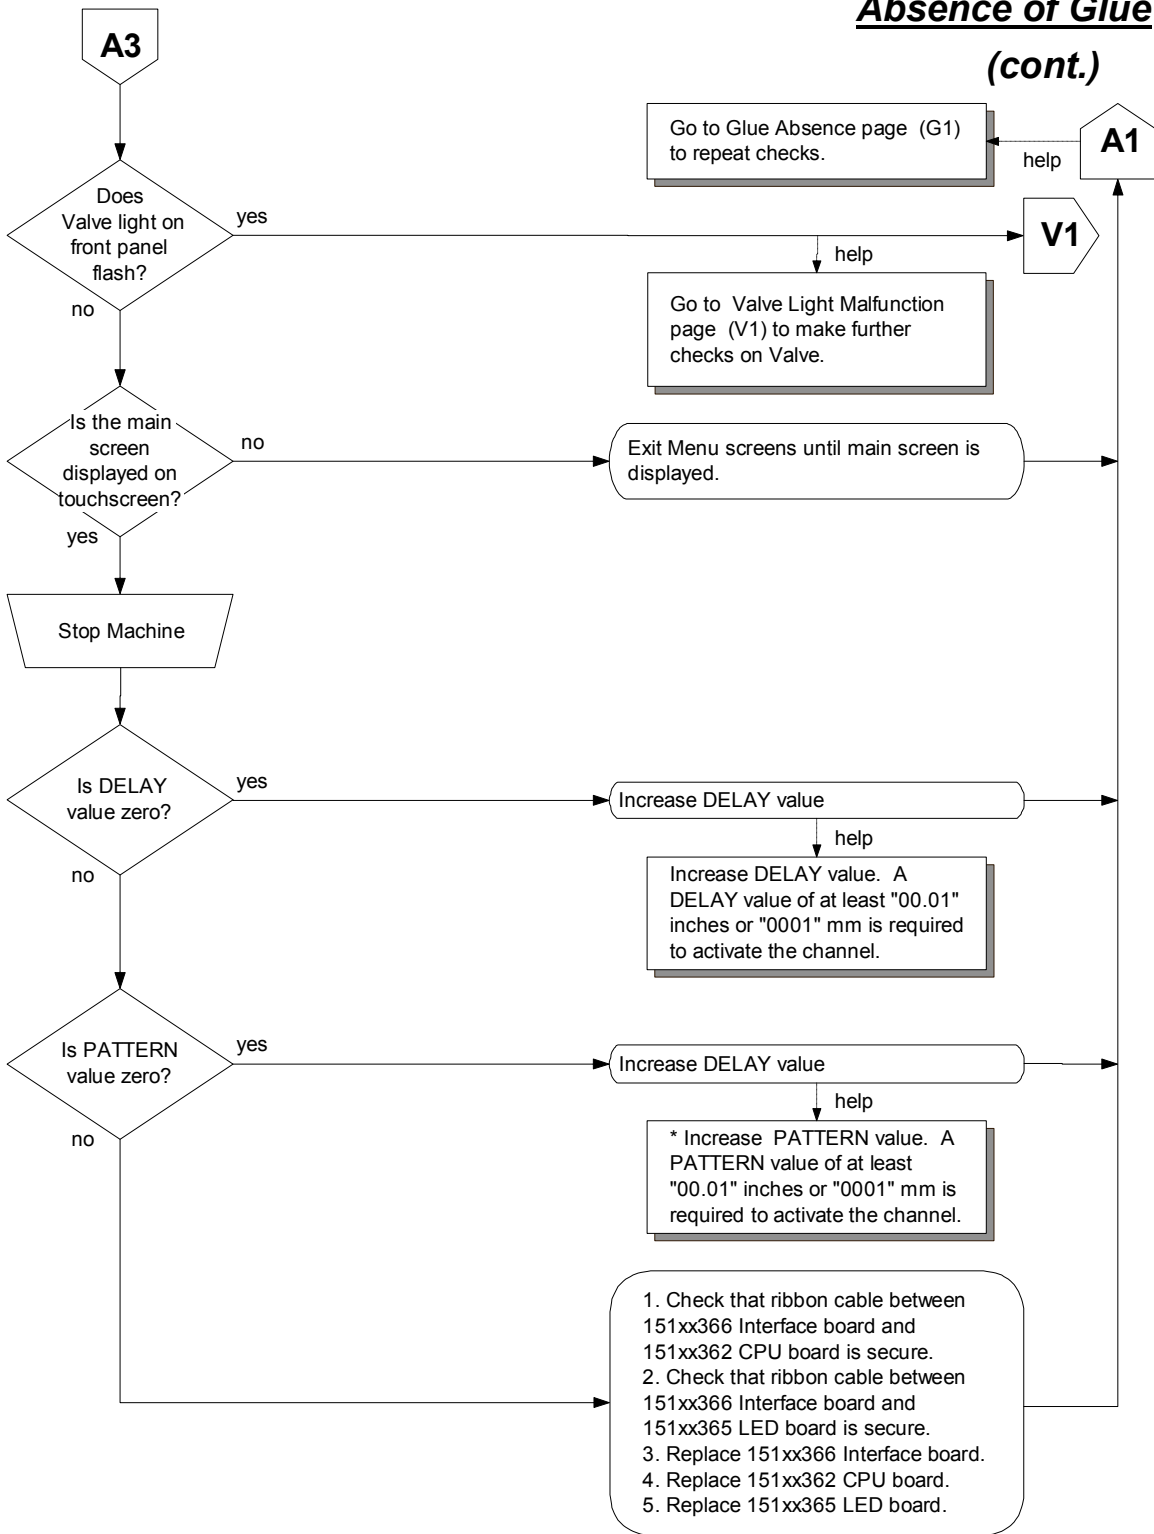 Absence of Glue
(cont.)
A3
Go to Glue Absence page (G1)
to repeat checks.
help
A1
Does
Valve light on
front panel
flash?
yes
V1
help
no
Go to Valve Light Malfunction
page (V1) to make further
checks on Valve.
Is the main
screen
displayed on
touchscreen?
no
Exit Menu screens until main screen is
displayed.
yes
Stop Machine
Is DELAY
value zero?
yes
Increase DELAY value
help
no
Increase DELAY value. A
DELAY value of at least "00.01"
inches or "0001" mm is required
to activate the channel.
Is PATTERN
value zero?
yes
Increase DELAY value
help
no
* Increase PATTERN value. A
PATTERN value of at least
"00.01" inches or "0001" mm is
required to activate the channel.
1. Check that ribbon cable between
151xx366 Interface board and
151xx362 CPU board is secure.
2. Check that ribbon cable between
151xx366 Interface board and
151xx365 LED board is secure.
3. Replace 151xx366 Interface board.
4. Replace 151xx362 CPU board.
5. Replace 151xx365 LED board.